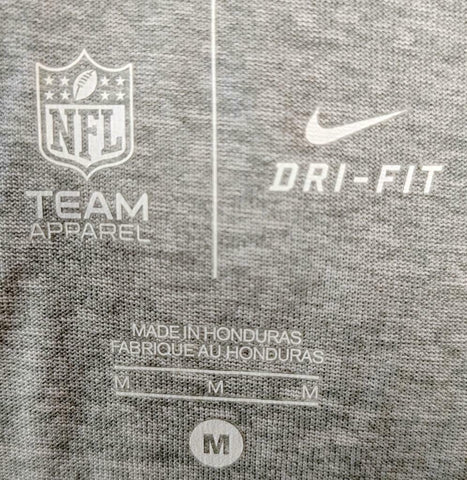 NFL
TEAM
APPAREL
DRI-FIT
MADE IN HONDURAS
FABRIQUE AU HONDURAS
M M M
M